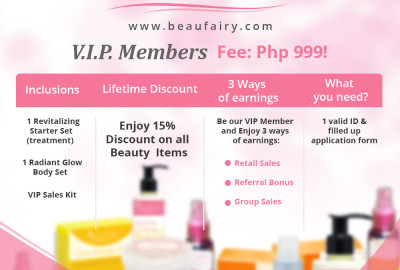 www.beaufairy.com
V.I.P. Members Fee: Php 999!
Inclusions
Lifetime Discount
3 Ways
of earnings
What
you need?
1 Revitalizing
Starter Set
(treatment)
1 Radiant Glow
Body Set
VIP Sales Kit
Enjoy 15%
Discount on all
Beauty Items
Be our VIP Member
and Enjoy 3 ways
of earnings:
Retail Sales
Referral Bonus
Group Sales
1 valid ID &
filled up
application form